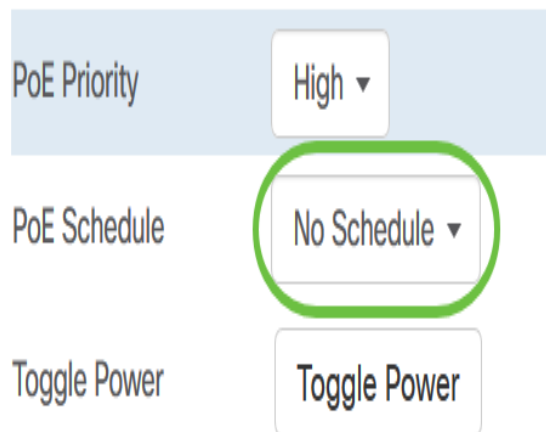 PoE Priority High
PoE Schedule No Schedule
Toggle Power Toggle Power